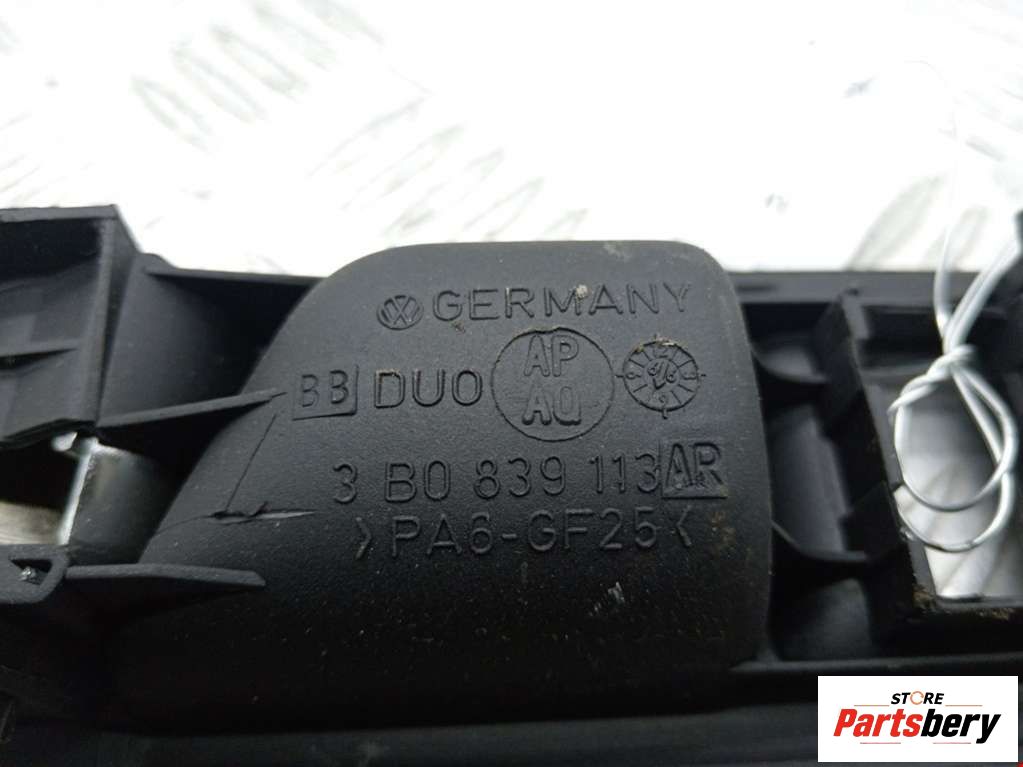 GERMANY
BB DUO AP
AQ
3 B0 839 113 AR
>PA6-GF25<
STORE
Partsbery